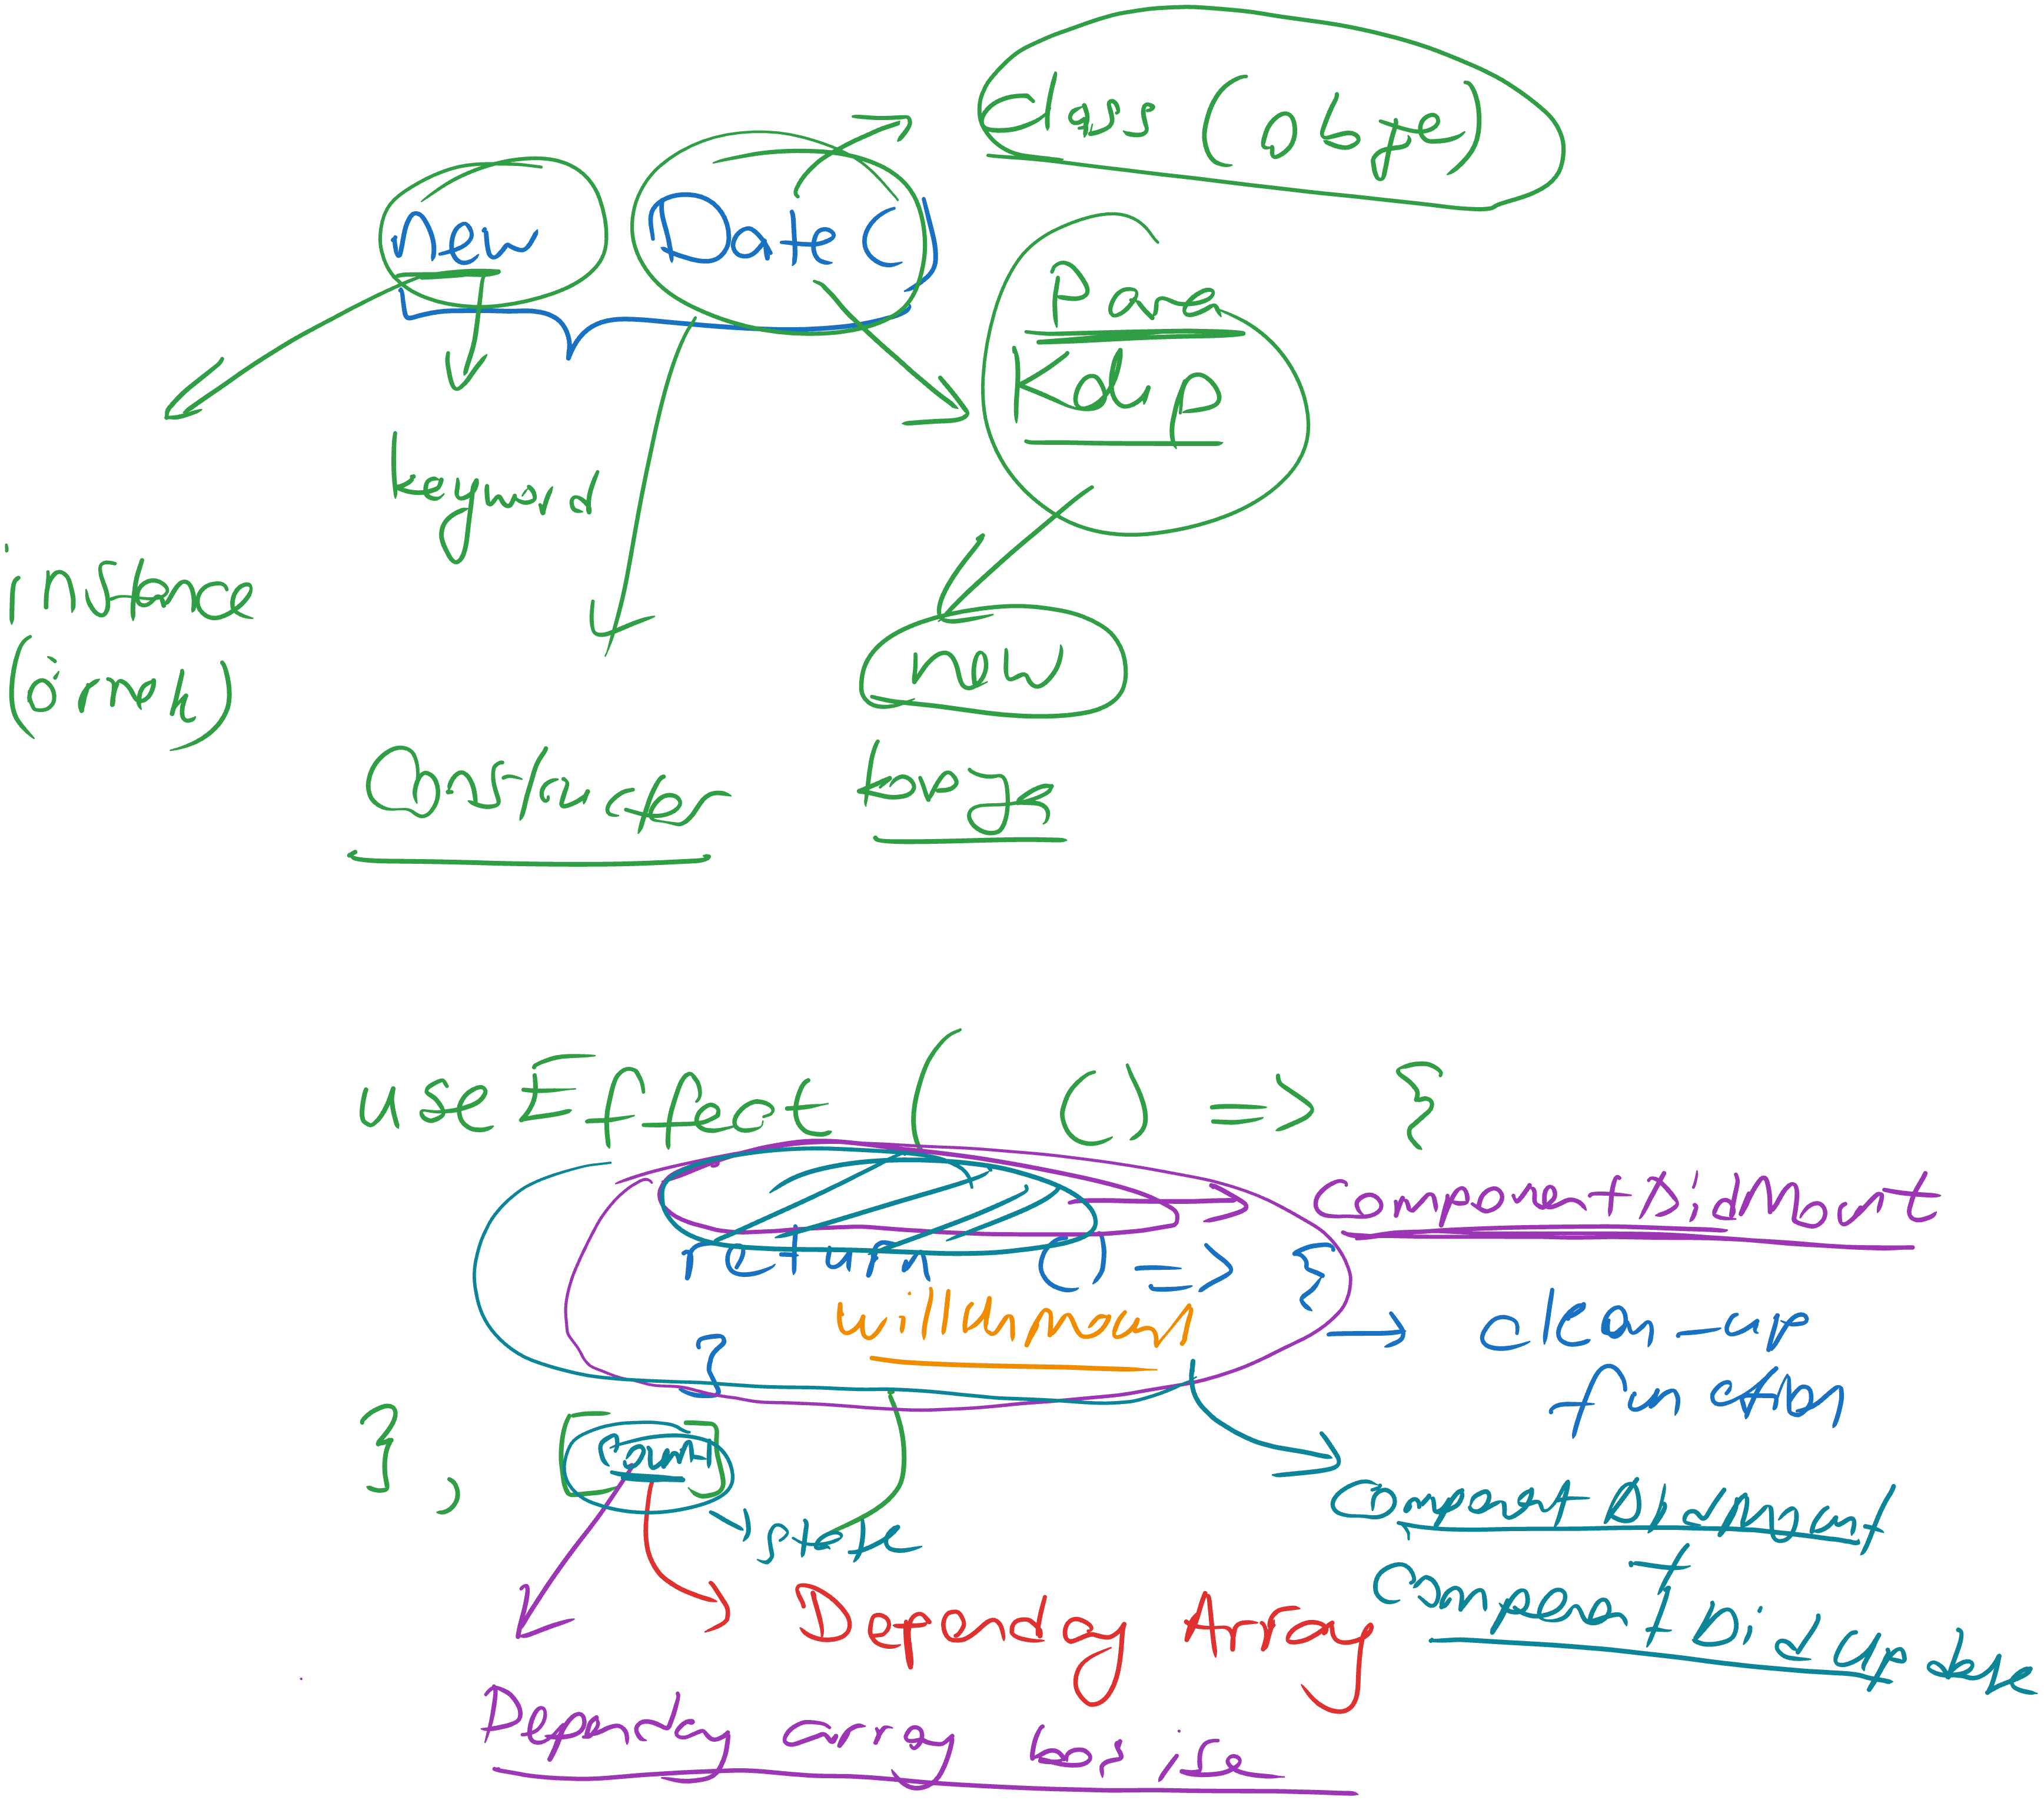 class (obje)
new Date ()
Para
Kalıp
keyword
instance
(örnek)
new
Constructor
kavrg
useEffect ( () => {
componentDidMount
return () => {
willUnmount
clean-up
function
}
}, [count]
componentDidMount
state
componentDidUpdate
Dependency Array
Dependency array boş ise